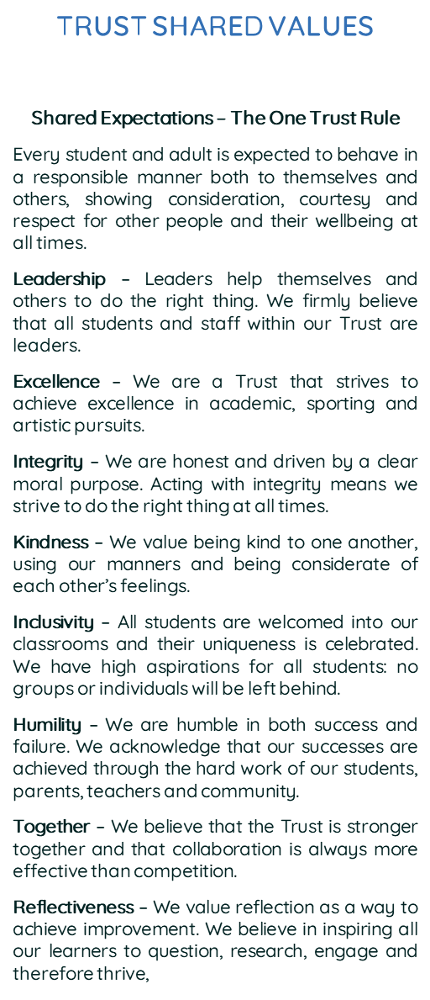 TRUST SHARED VALUES
Shared Expectations – The One Trust Rule
Every student and adult is expected to behave in
a responsible manner both to themselves and
others, showing consideration, courtesy and
respect for other people and their wellbeing at
all times.
Leadership – Leaders help themselves and
others to do the right thing. We firmly believe
that all students and staff within our Trust are
leaders.
Excellence – We are a Trust that strives to
achieve excellence in academic, sporting and
artistic pursuits.
Integrity – We are honest and driven by a clear
moral purpose. Acting with integrity means we
strive to do the right thing at all times.
Kindness – We value being kind to one another,
using our manners and being considerate of
each other’s feelings.
Inclusivity – All students are welcomed into our
classrooms and their uniqueness is celebrated.
We have high aspirations for all students: no
groups or individuals will be left behind.
Humility – We are humble in both success and
failure. We acknowledge that our successes are
achieved through the hard work of our students,
parents, teachers and community.
Together – We believe that the Trust is stronger
together and that collaboration is always more
effective than competition.
Reflectiveness – We value reflection as a way to
achieve improvement. We believe in inspiring all
our learners to question, research, engage and
therefore thrive,